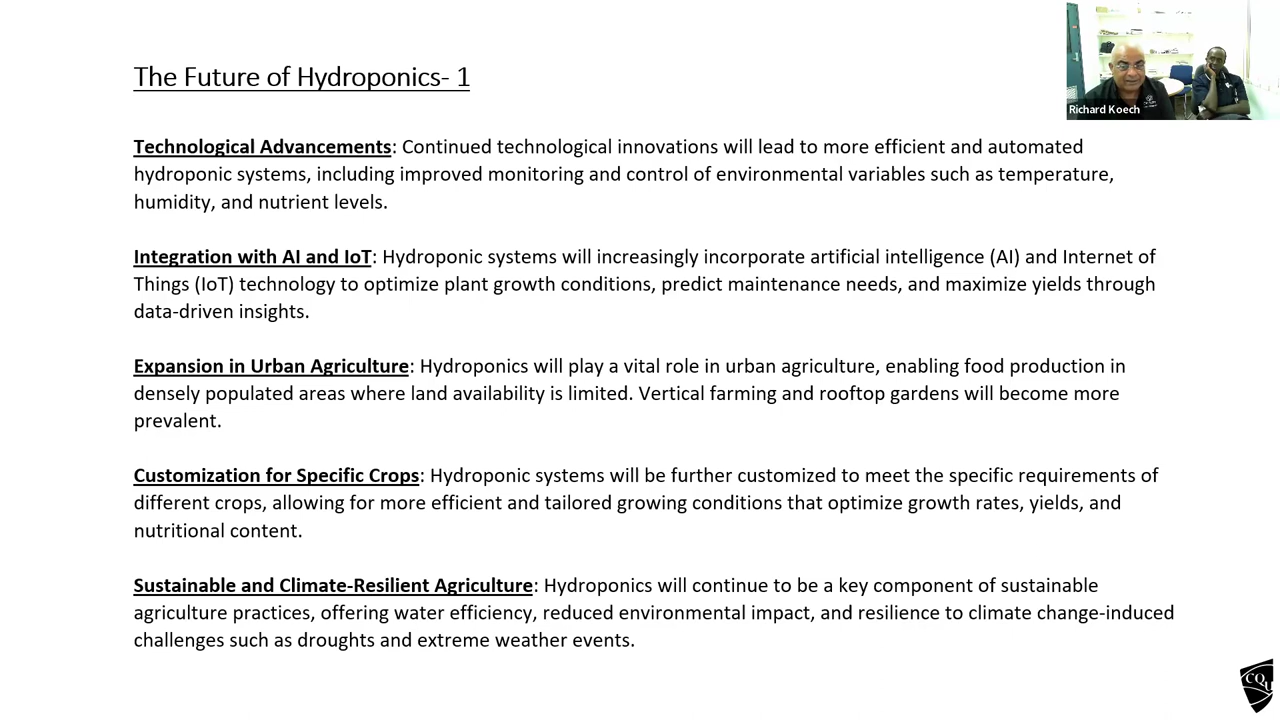 The Future of Hydroponics- 1
Richard Koech
Technological Advancements: Continued technological innovations will lead to more efficient and automated
hydroponic systems, including improved monitoring and control of environmental variables such as temperature,
humidity, and nutrient levels.
Integration with AI and IoT: Hydroponic systems will increasingly incorporate artificial intelligence (AI) and Internet of
Things (IoT) technology to optimize plant growth conditions, predict maintenance needs, and maximize yields through
data-driven insights.
Expansion in Urban Agriculture: Hydroponics will play a vital role in urban agriculture, enabling food production in
densely populated areas where land availability is limited. Vertical farming and rooftop gardens will become more
prevalent.
Customization for Specific Crops: Hydroponic systems will be further customized to meet the specific requirements of
different crops, allowing for more efficient and tailored growing conditions that optimize growth rates, yields, and
nutritional content.
Sustainable and Climate-Resilient Agriculture: Hydroponics will continue to be a key component of sustainable
agriculture practices, offering water efficiency, reduced environmental impact, and resilience to climate change-induced
challenges such as droughts and extreme weather events.
CQU